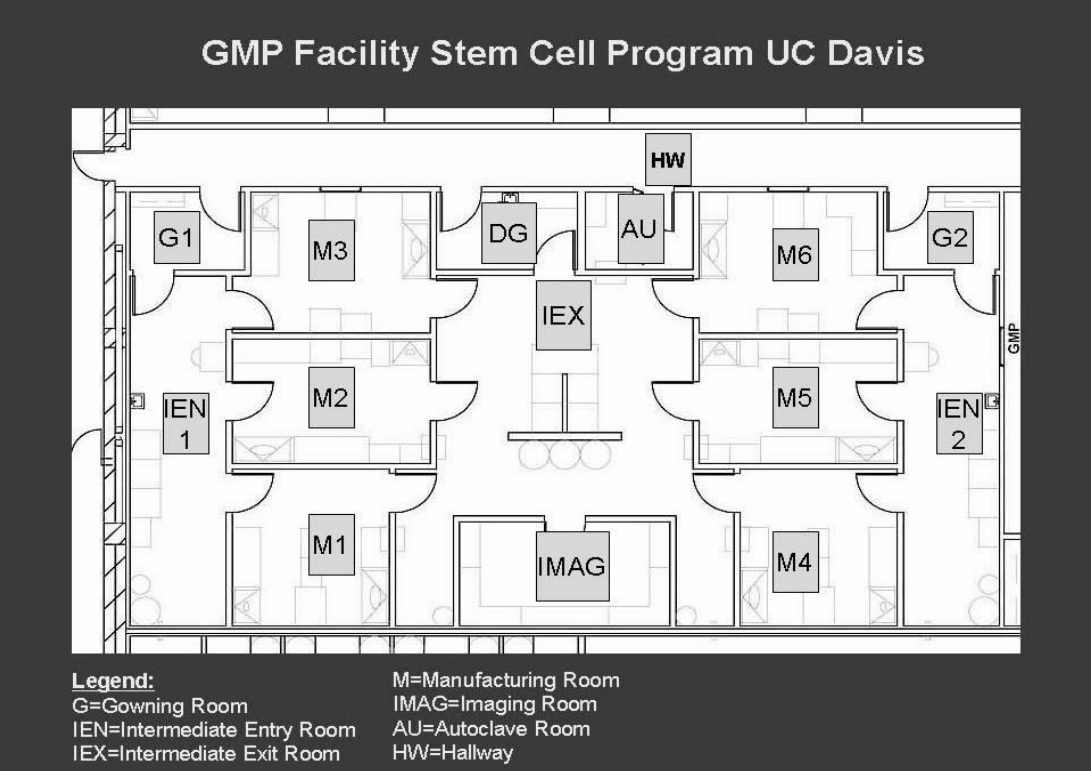 GMP Facility Stem Cell Program UC Davis
HW
G1
M3
DG
AU
M6
G2
IEX
GMP
M2
M5
IEN
1
IEN
2
M1
IMAG
M4
Legend:
G=Gowning Room
IEN=Intermediate Entry Room
IEX=Intermediate Exit Room
M=Manufacturing Room
IMAG=Imaging Room
AU=Autoclave Room
HW=Hallway